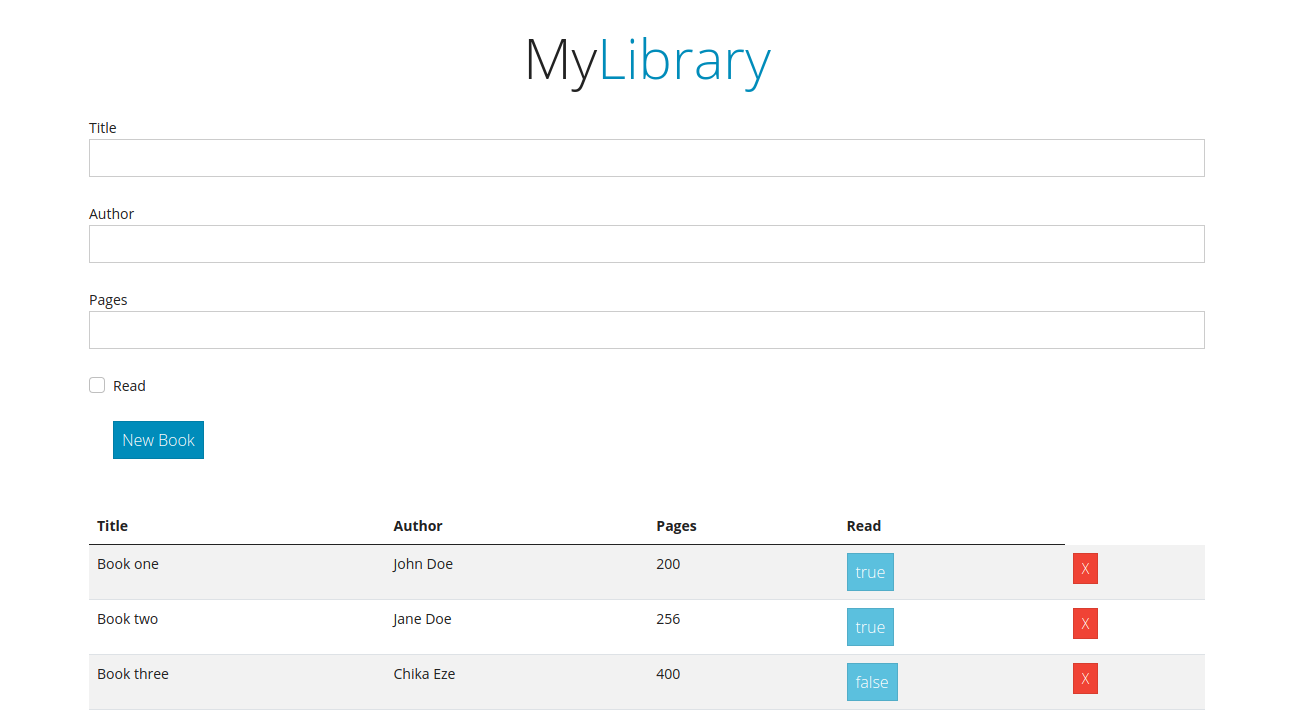 MyLibrary
Title
Author
Pages
Read
New Book
Title Author Pages Read
Book one John Doe 200 true X
Book two Jane Doe 256 true X
Book three Chika Eze 400 false X